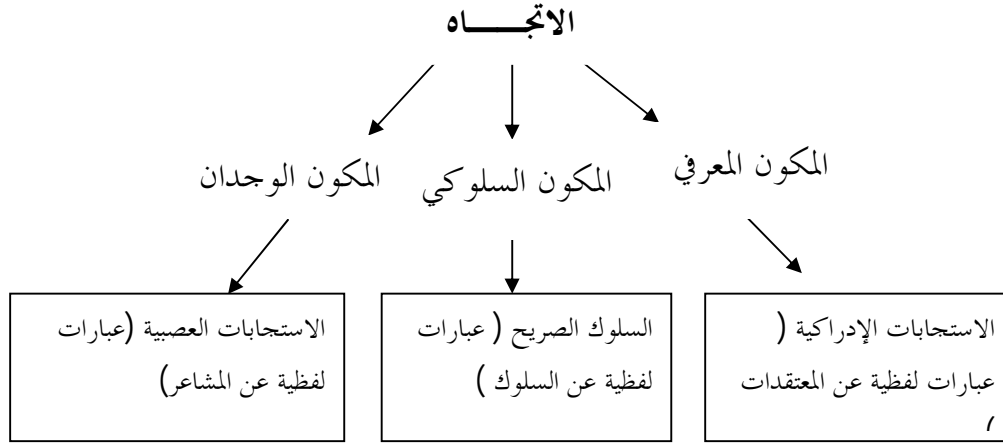 الاتجـــــــاه
المكون المعرفي
المكون السلوكي
المكون الوجدان
الاستجابات الإدراكية (
عبارات لفظية عن المعتقدات
)
السلوك الصريح ( عبارات
لفظية عن السلوك )
الاستجابات العصبية (عبارات
لفظية عن المشاعر)